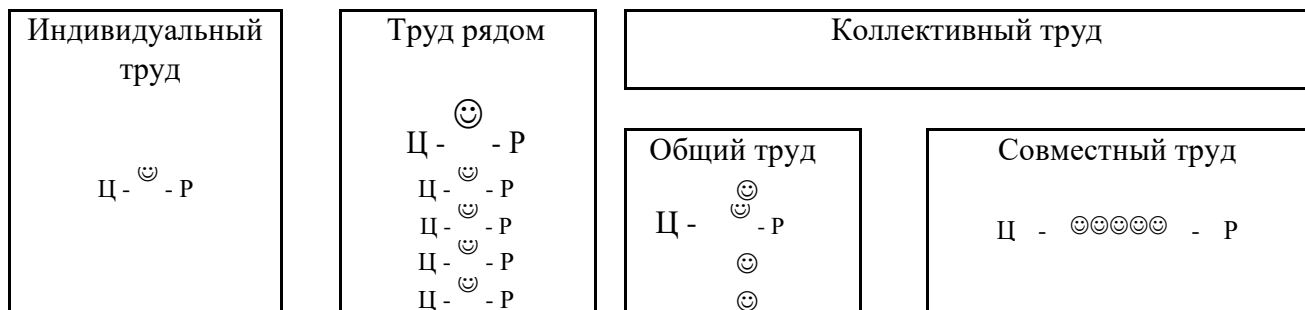 Индивидуальный
труд
Ц - ☺ - Р
Труд рядом
☺
Ц - - Р
Ц - ☺ - Р
Ц - ☺ - Р
Ц - ☺ - Р
Ц - ☺ - Р
Коллективный труд
Общий труд
☺
Ц - ☺ - Р
☺
☺
Совместный труд
Ц - ☺☺☺☺☺ - Р